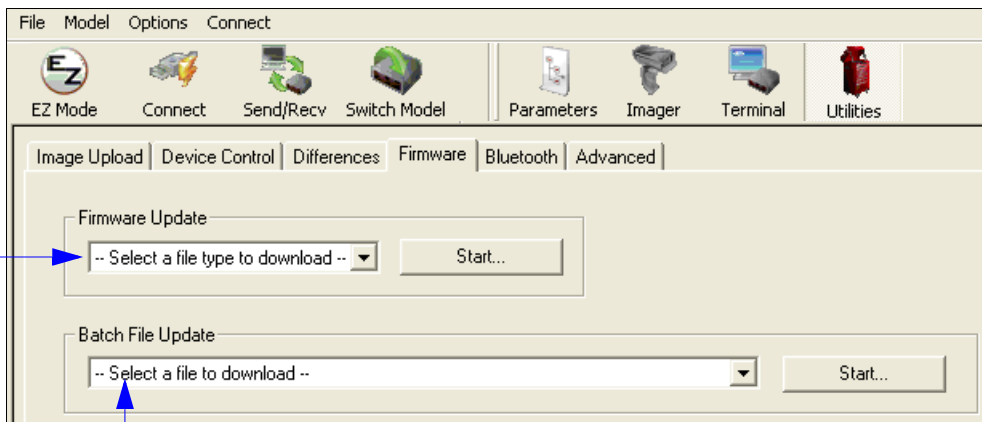 File Model Options Connect
EZ
EZ Mode Connect Send/Recv Switch Model Parameters Imager Terminal Utilities
Image Upload Device Control Differences Firmware Bluetooth Advanced
Firmware Update
-- Select a file type to download -- Start...
Batch File Update
-- Select a file to download -- Start...